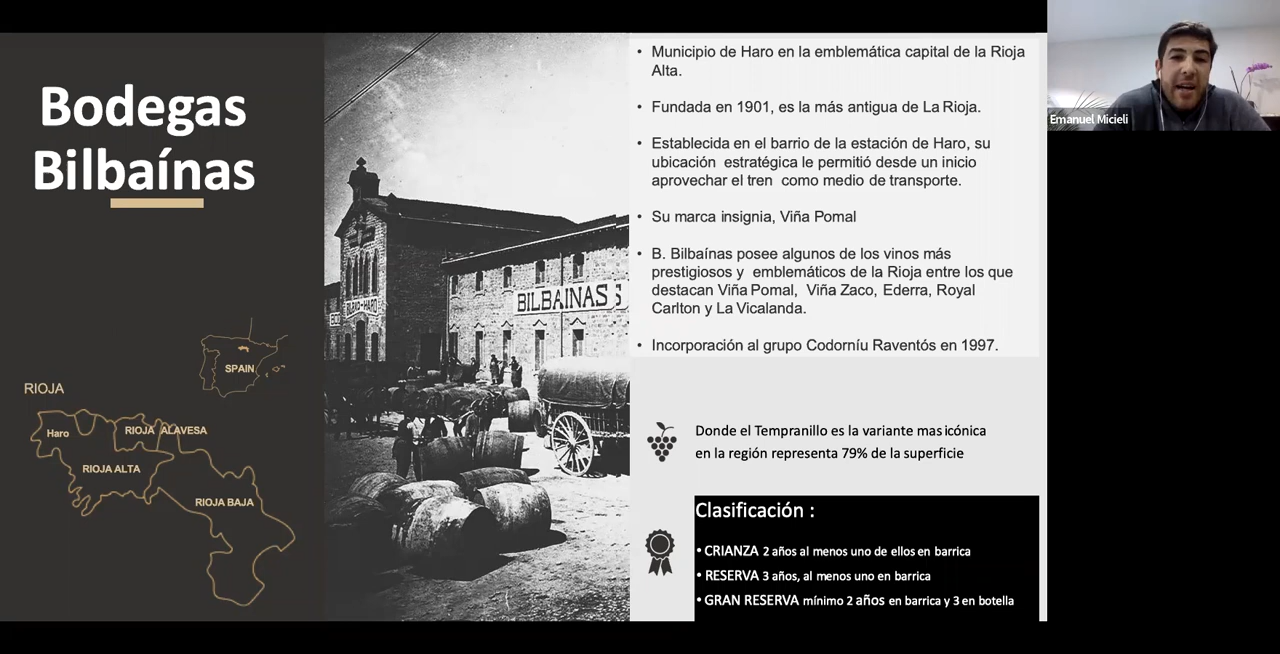 Bodegas
Bilbaínas
SPAIN
RIOJA
Haro
RIOJA ALAVESA
RIOJA ALTA
RIOJA BAJA
BILBAINAS
HARO
• Municipio de Haro en la emblemática capital de la Rioja
Alta.
• Fundada en 1901, es la más antigua de La Rioja.
• Establecida en el barrio de la estación de Haro, su
ubicación estratégica le permitió desde un inicio
aprovechar el tren como medio de transporte.
• Su marca insignia, Viña Pomal
• B. Bilbaínas posee algunos de los vinos más
prestigiosos y emblemáticos de la Rioja entre los que
destacan Viña Pomal, Viña Zaco, Ederra, Royal
Carlton y La Vicalanda.
• Incorporación al grupo Codorníu Raventós en 1997.
Donde el Tempranillo es la variante mas icónica
en la región representa 79% de la superficie
Clasificación :
• CRIANZA 2 años al menos uno de ellos en barrica
• RESERVA 3 años, al menos uno en barrica
• GRAN RESERVA mínimo 2 años en barrica y 3 en botella
Emanuel Micieli